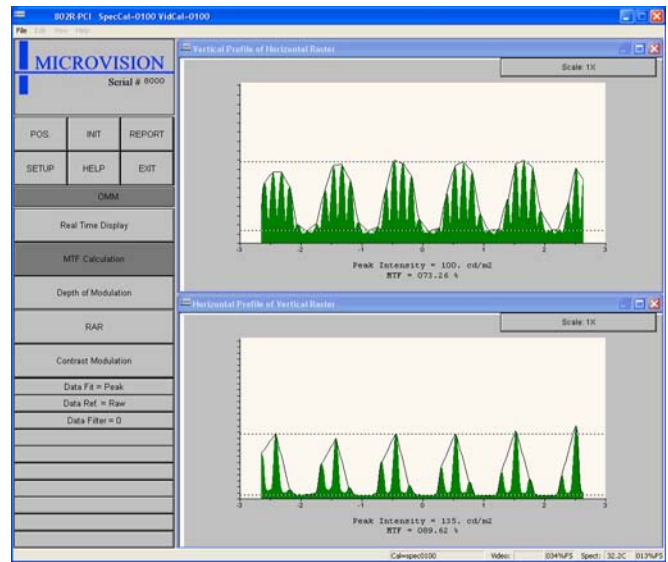 802R-PCI SpecCal-0100 VidCal-0100
File Edit View Help
MICROVISION
Serial # 8000
POS. INIT REPORT
SETUP HELP EXIT
OMM
Real Time Display
MTF Calculation
Depth of Modulation
RAR
Contrast Modulation
Data Fit = Peak
Data Ref. = Raw
Data Filter = 0
Vertical Profile of Horizontal Raster
Scale: 1X
-3 -2 -1 0 1 2 3
Peak Intensity = 100. cd/m2
MTF = 073.26 %
Horizontal Profile of Vertical Raster
Scale: 1X
-3 -2 -1 0 1 2 3
Peak Intensity = 135. cd/m2
MTF = 089.62 %
Cal=spec0100 Video: 034%FS Spect: 32.2C 013%FS